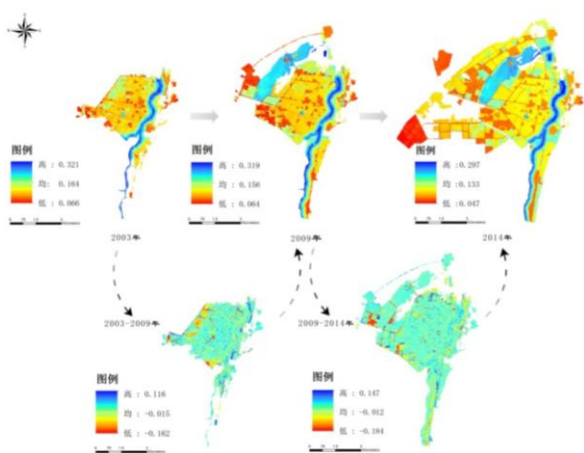 图例
高 : 0.321
均: 0.164
低 : 0.066
2003年
图例
高 : 0.319
均 : 0.156
低 : 0.064
2009年
图例
高 : 0.297
均 : 0.133
低 : 0.047
2014年
2003-2009年
图例
高 : 0.116
均 : -0.015
低 : -0.162
2009-2014年
图例
高 : 0.147
均 : -0.012
低 : -0.184